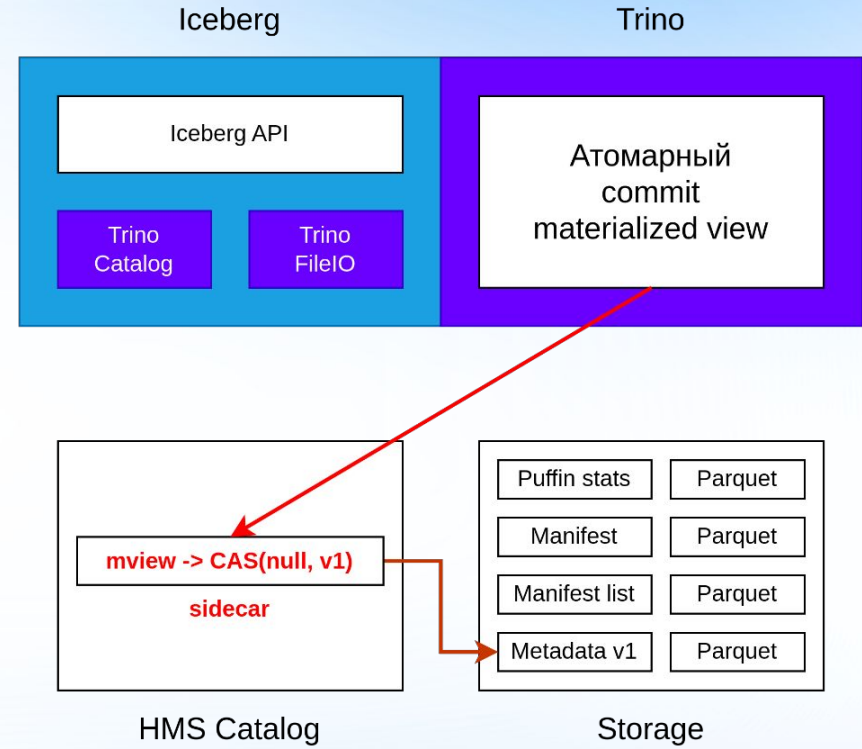 Iceberg
Trino
Iceberg API
Trino
Catalog
Trino
FileIO
Атомарный
commit
materialized view
mview -> CAS(null, v1)
sidecar
Puffin stats
Parquet
Manifest
Parquet
Manifest list
Parquet
Metadata v1
Parquet
HMS Catalog
Storage